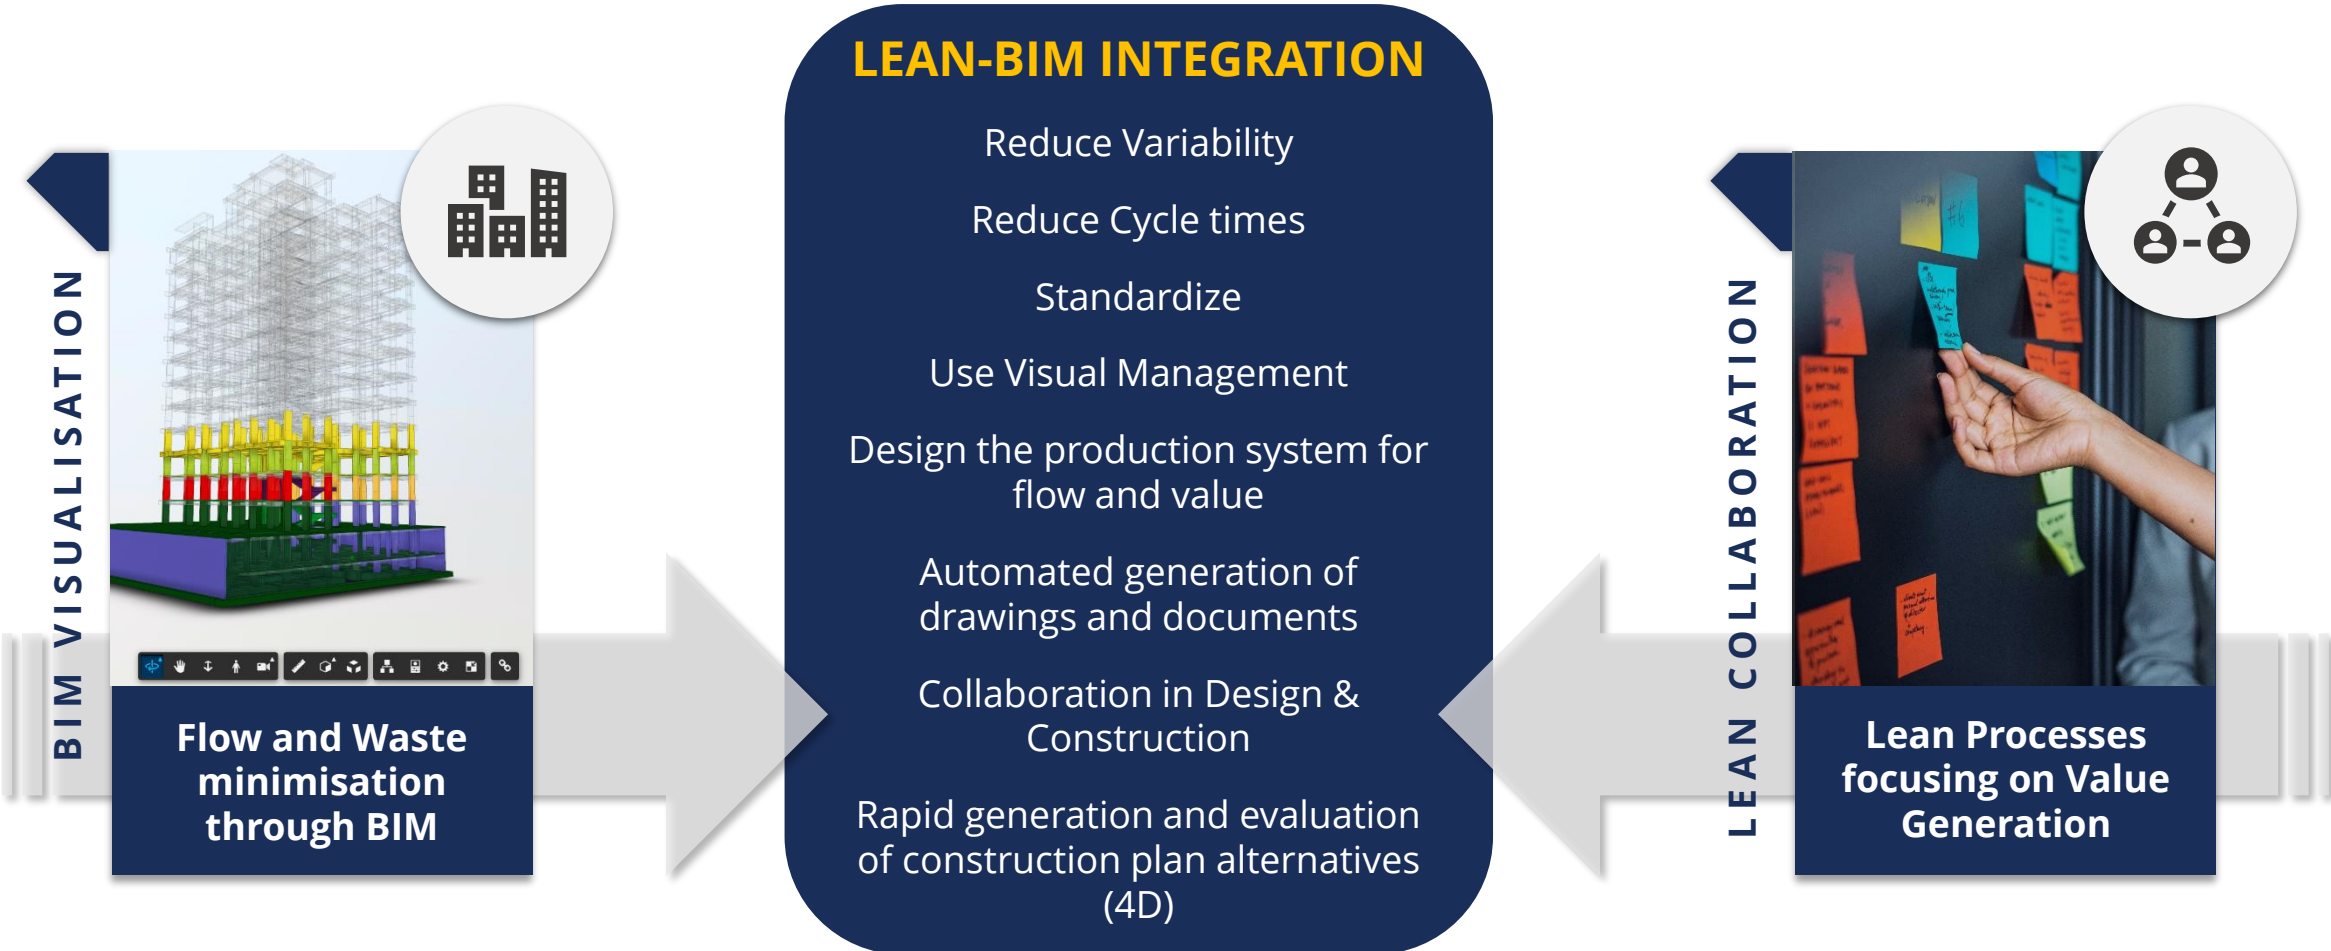 LEAN-BIM INTEGRATION
Reduce Variability
Reduce Cycle times
Standardize
Use Visual Management
Design the production system for
flow and value
Automated generation of
drawings and documents
Collaboration in Design &
Construction
Rapid generation and evaluation
of construction plan alternatives
(4D)
BIM VISUALISATION
Flow and Waste
minimisation
through BIM
LEAN COLLABORATION
Lean Processes
focusing on Value
Generation